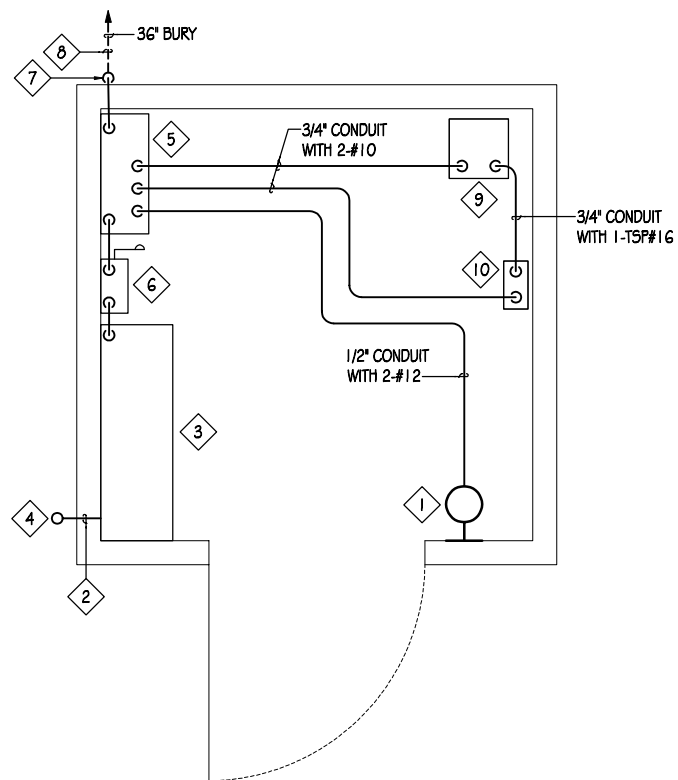 36" BURY
8
7
5
3/4" CONDUIT
WITH 2-#10
9
3/4" CONDUIT
WITH 1-TSP#16
10
6
1/2" CONDUIT
WITH 2-#12
3
1
4
2